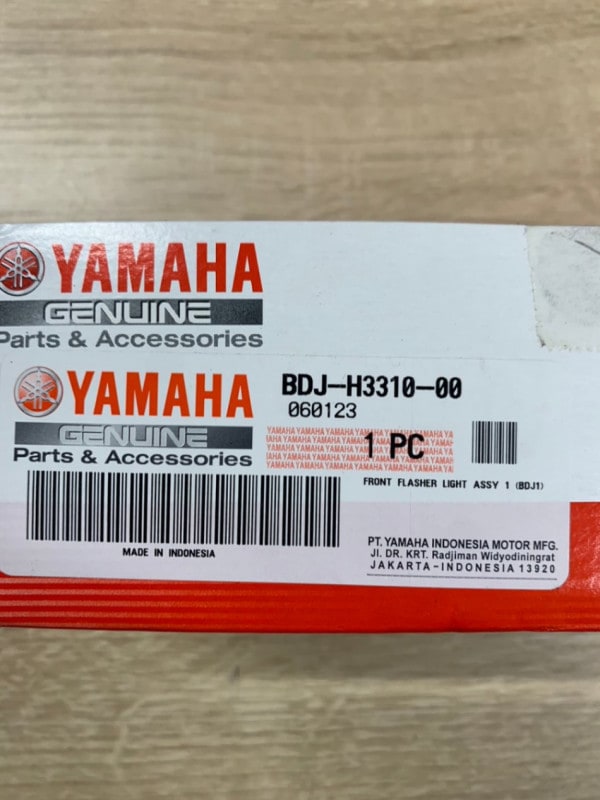 YAMAHA
GENUINE
Parts & Accessories
YAMAHA
GENUINE
Parts & Accessories
BDJ-H3310-00
060123
1 PC
FRONT FLASHER LIGHT ASSY 1 (BDJ1)
MADE IN INDONESIA
PT. YAMAHA INDONESIA MOTOR MFG.
Jl. DR. KRT. Radjiman Widyodiningrat
JAKARTA-INDONESIA 13920